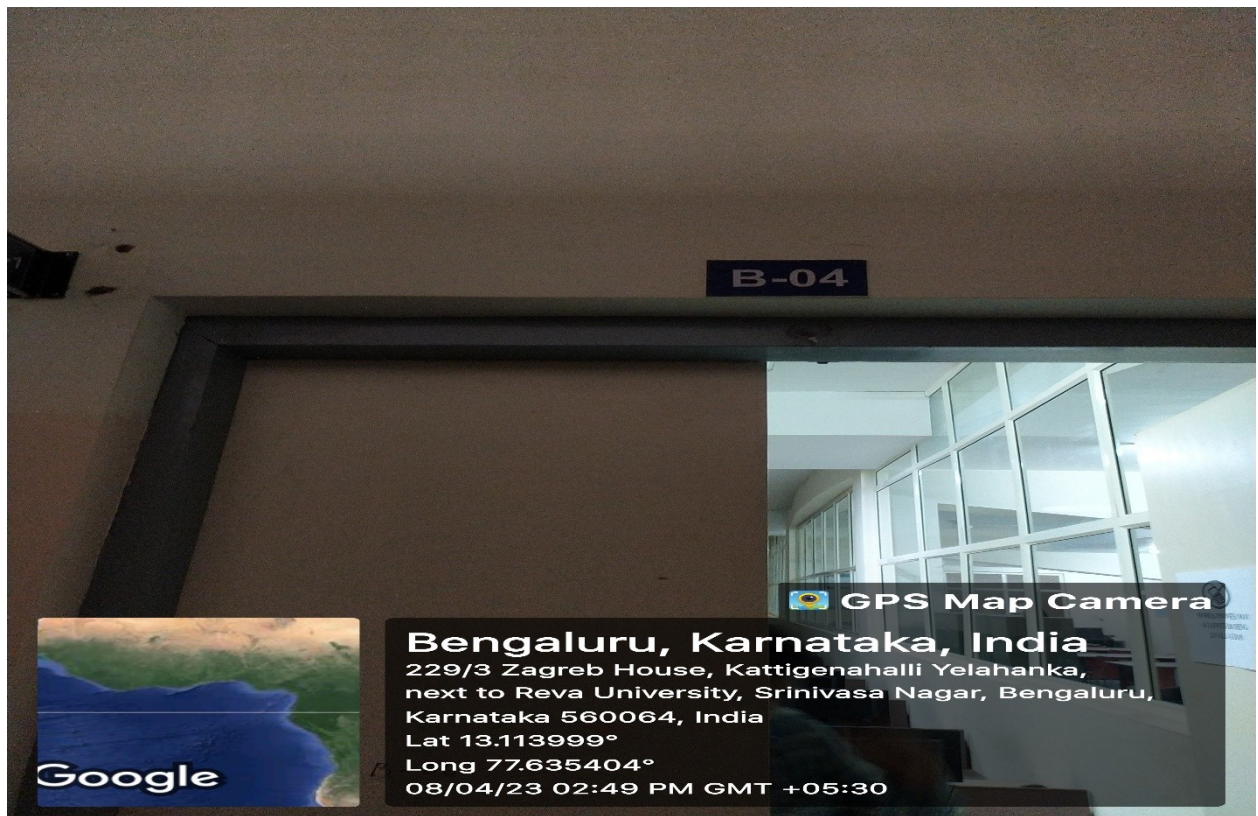 B-04
GPS Map Camera
Bengaluru, Karnataka, India
229/3 Zagreb House, Kattigenahalli Yelahanka,
next to Reva University, Srinivasa Nagar, Bengaluru,
Karnataka 560064, India
Lat 13.113999°
Long 77.635404°
08/04/23 02:49 PM GMT +05:30
Google